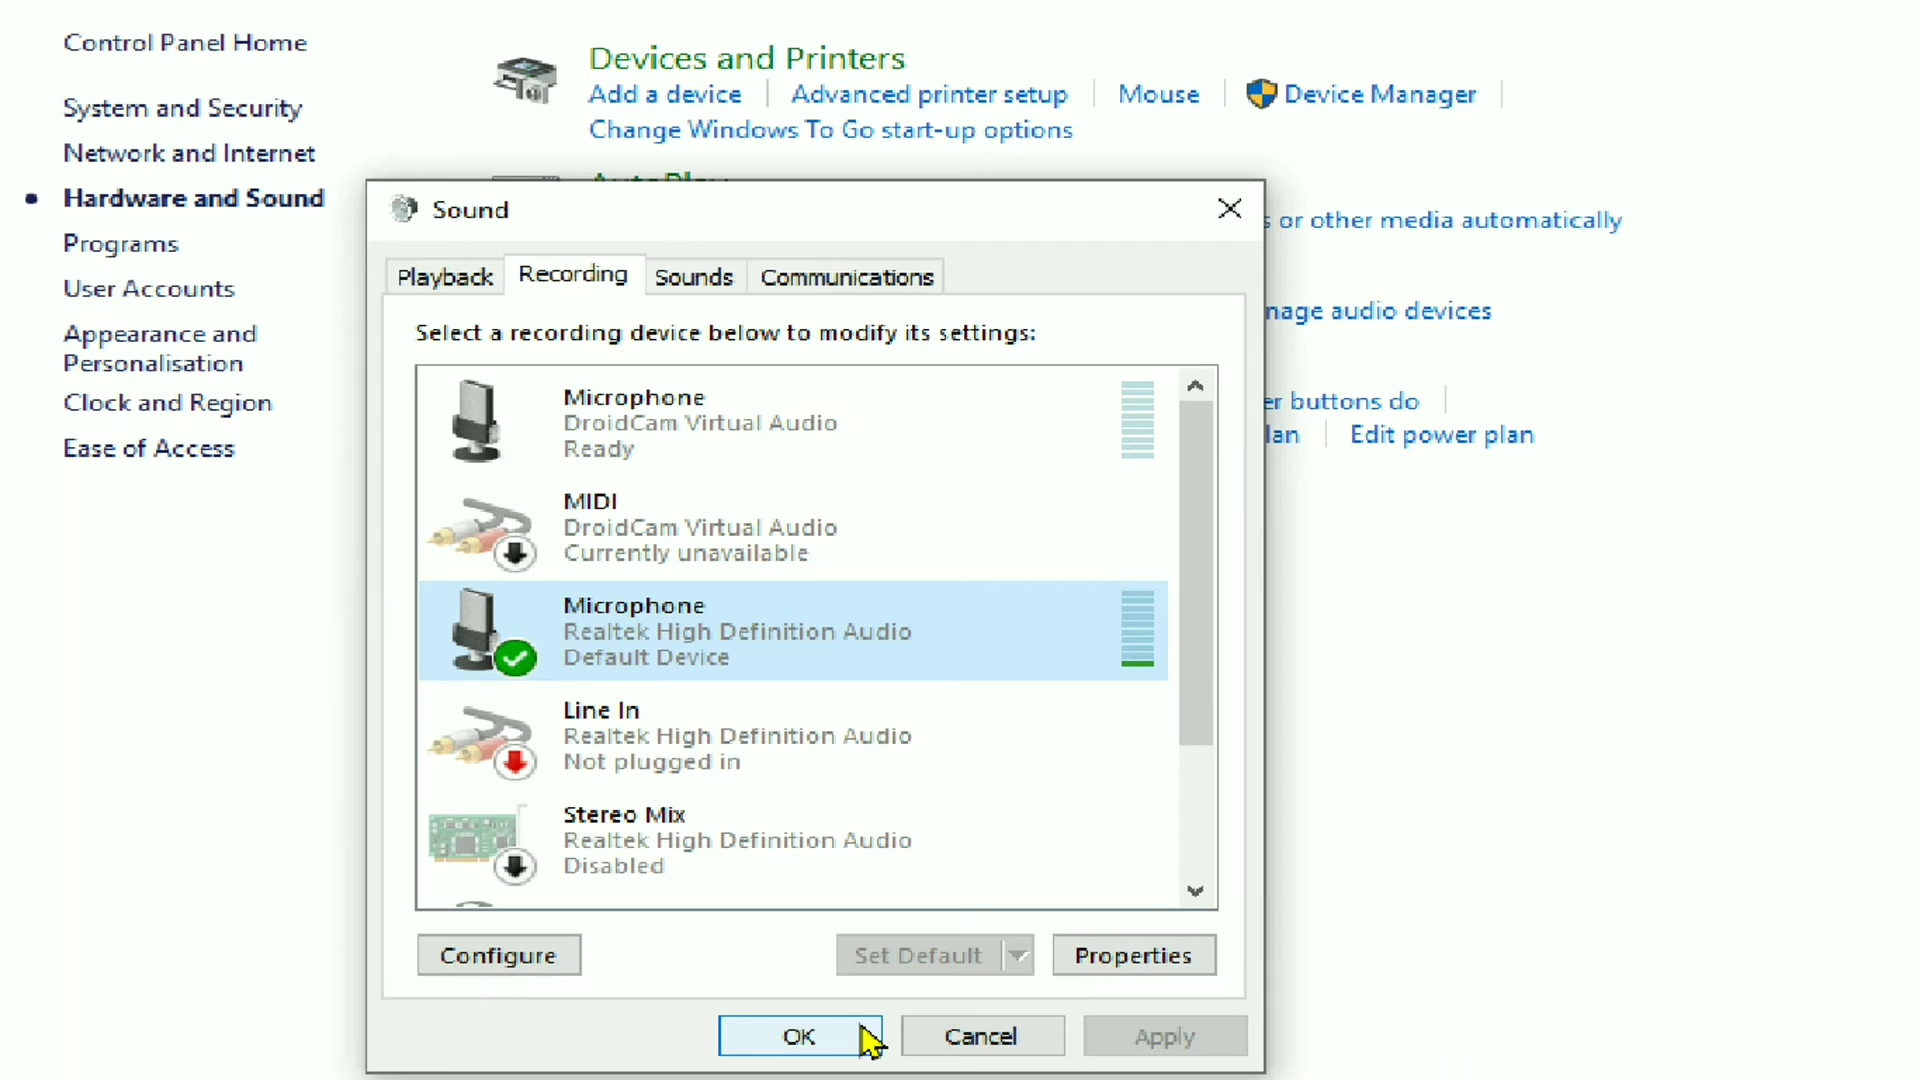 Control Panel Home
System and Security
Network and Internet
Hardware and Sound
Programs
User Accounts
Appearance and
Personalisation
Clock and Region
Ease of Access
Devices and Printers
Add a device
Advanced printer setup
Mouse
Device Manager
Change Windows To Go start-up options
AutoPlay
or other media automatically
audio devices
buttons do
Edit power plan
Sound
Playback
Recording
Sounds
Communications
Select a recording device below to modify its settings:
Microphone
DroidCam Virtual Audio
Ready
MIDI
DroidCam Virtual Audio
Currently unavailable
Microphone
Realtek High Definition Audio
Default Device
Line In
Realtek High Definition Audio
Not plugged in
Stereo Mix
Realtek High Definition Audio
Disabled
Configure
Set Default
Properties
OK
Cancel
Apply